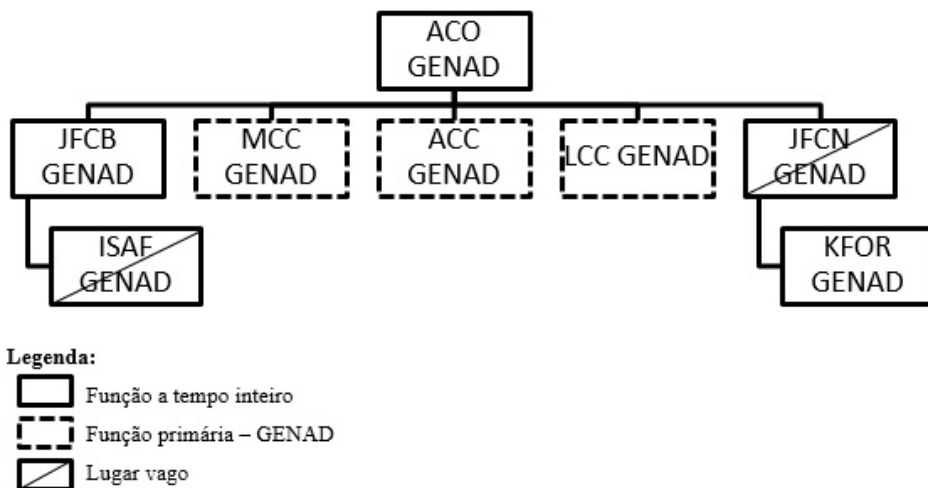 ACO
GENAD
JFCB
GENAD
MCC
GENAD
ACC
GENAD
LCC GENAD
JFCN
GENAD
ISAF
GENAD
KFOR
GENAD
Legenda:
Função a tempo inteiro
Função primária – GENAD
Lugar vago